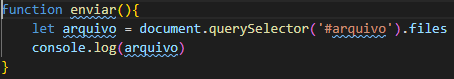 function enviar(){
    let arquivo = document.querySelector('#arquivo').files
    console.log(arquivo)
}